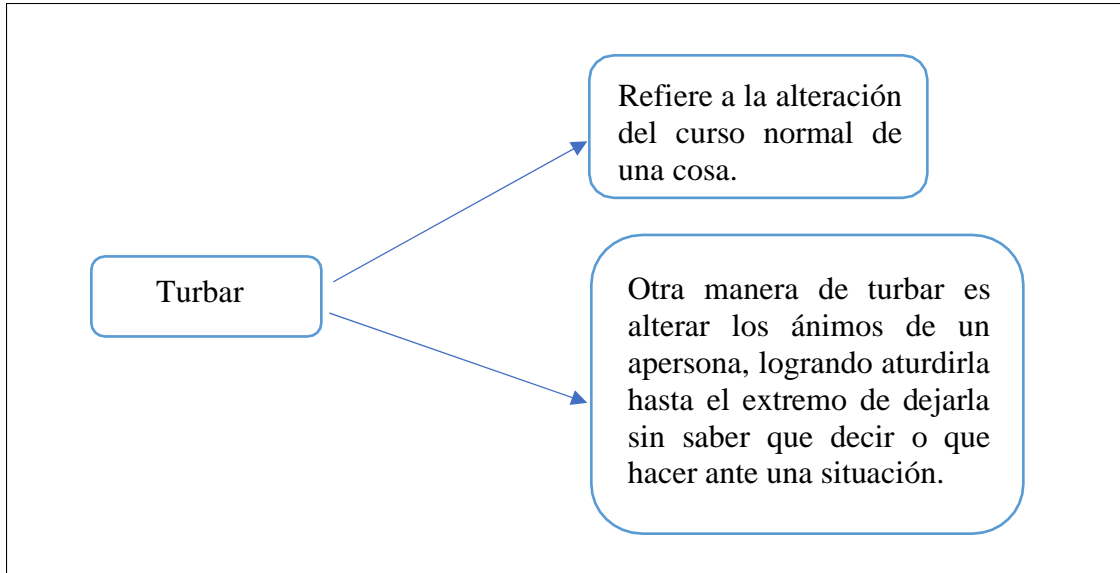 Turbar
Refiere a la alteración
del curso normal de
una cosa.
Otra manera de turbar es
alterar los ánimos de un
apersona, logrando aturdirla
hasta el extremo de dejarla
sin saber que decir o que
hacer ante una situación.